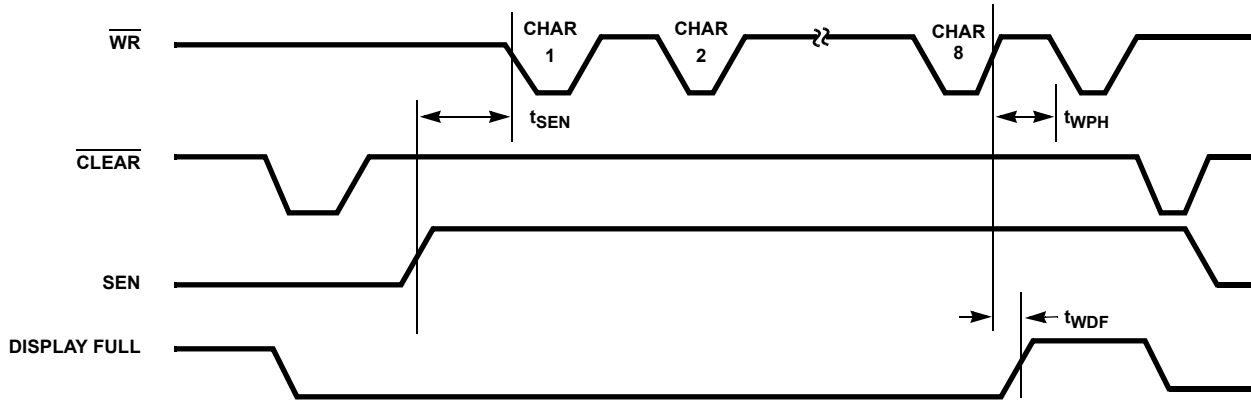 WR
CHAR
1
CHAR
2
CHAR
8
tSEN
tWPH
CLEAR
SEN
tWDF
DISPLAY FULL